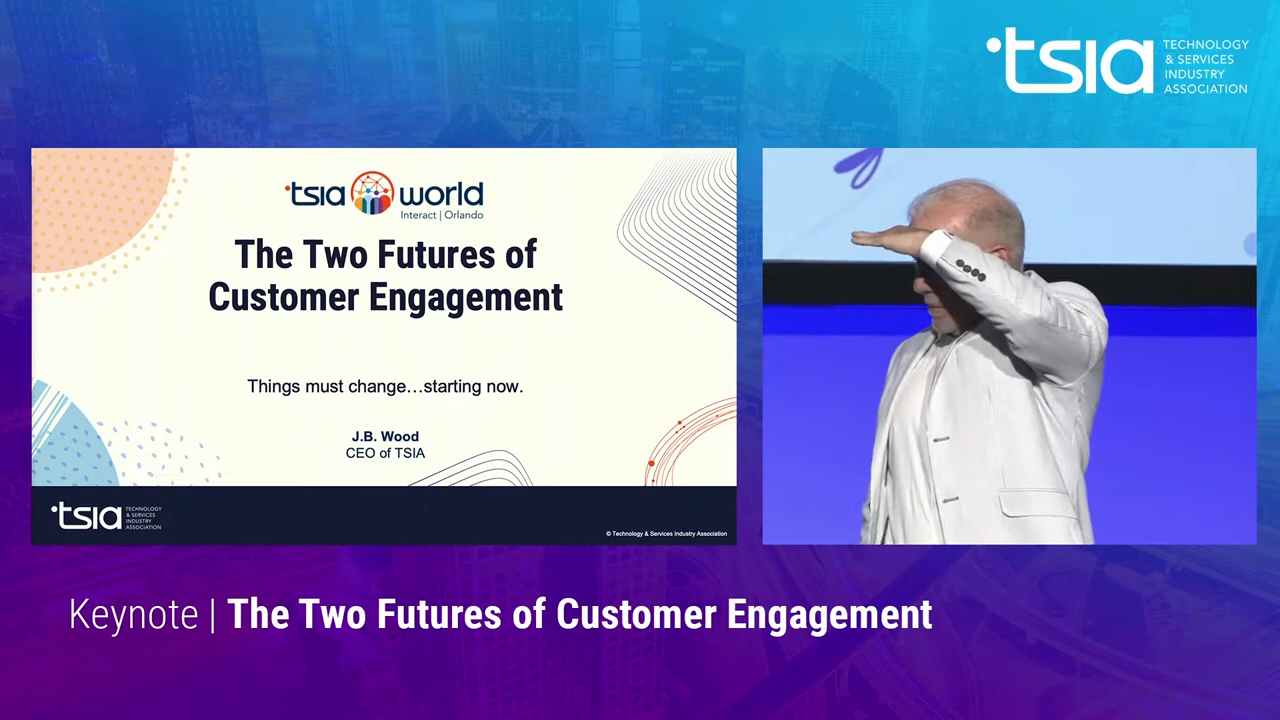 tsia TECHNOLOGY
& SERVICES
INDUSTRY
ASSOCIATION
tsia world
Interact | Orlando
The Two Futures of
Customer Engagement
Things must change...starting now.
J.B. Wood
CEO of TSIA
tsia TECHNOLOGY
& SERVICES
INDUSTRY
ASSOCIATION
© Technology & Services Industry Association
Keynote | The Two Futures of Customer Engagement